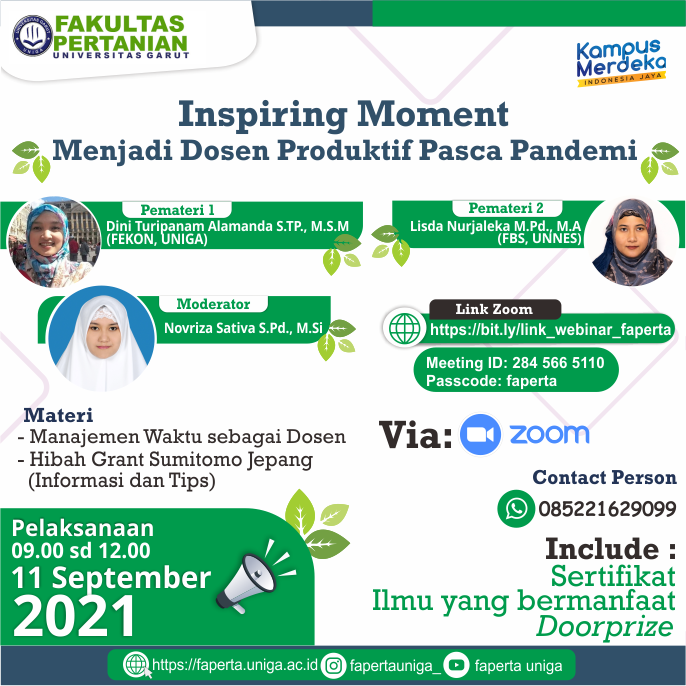 FAKULTAS
PERTANIAN
UNIVERSITAS GARUT
Kampus
Merdeka
INDONESIA JAYA
Inspiring Moment
Menjadi Dosen Produktif Pasca Pandemi
Pemateri 1
Dini Turipanam Alamanda S.TP., M.S.M
(FEKON, UNIGA)
Pemateri 2
Lisda Nurjaleka M.Pd., M.A
(FBS, UNNES)
Moderator
Novriza Sativa S.Pd., M.Si
Link Zoom
https://bit.ly/link_webinar_faperta
Meeting ID: 284 566 5110
Passcode: faperta
Materi
- Manajemen Waktu sebagai Dosen
- Hibah Grant Sumitomo Jepang
(Informasi dan Tips)
Via: zoom
Contact Person
085221629099
Pelaksanaan
09.00 sd 12.00
11 September
2021
Include :
Sertifikat
Ilmu yang bermanfaat
Doorprize
https://faperta.uniga.ac.id fapertauniga_ faperta uniga